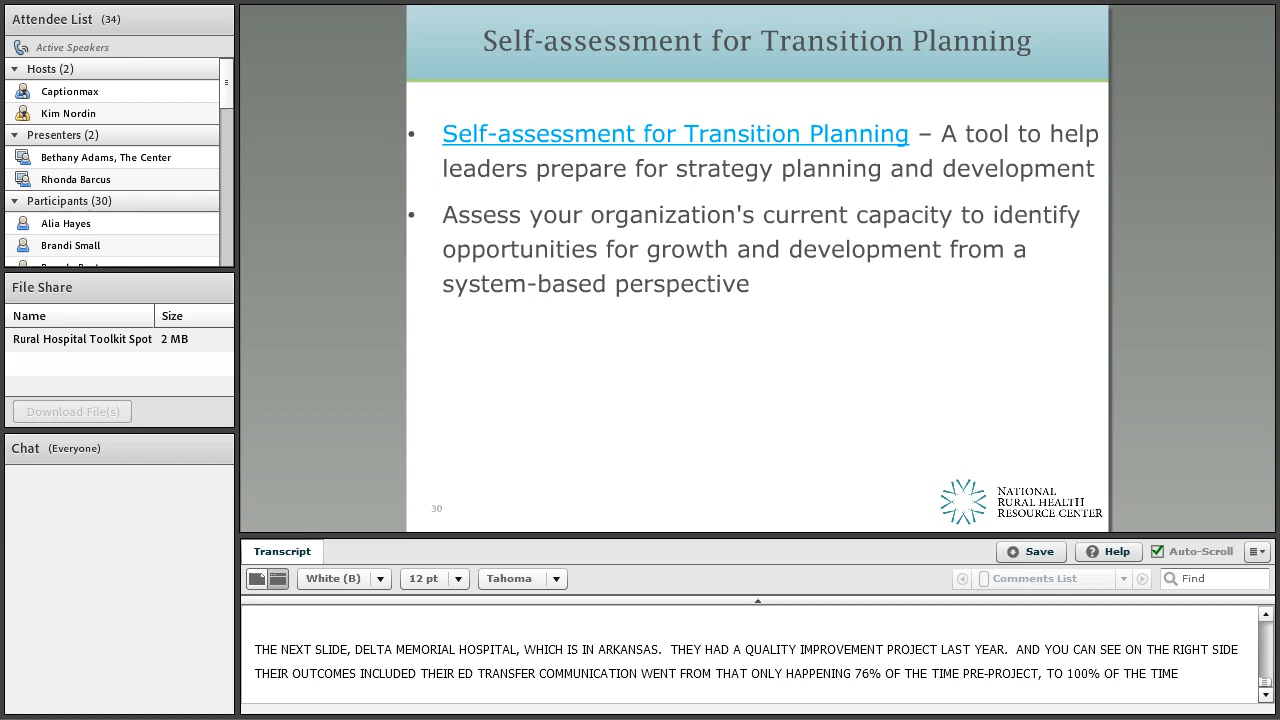 Attendee List (34)
Active Speakers
Hosts (2)
Captionmax
Kim Nordin
Presenters (2)
Bethany Adams, The Center
Rhonda Barcus
Participants (30)
Alia Hayes
Brandi Small
File Share
Name Size
Rural Hospital Toolkit Spot 2 MB
Download File(s)
Chat (Everyone)
Self-assessment for Transition Planning
• Self-assessment for Transition Planning – A tool to help
leaders prepare for strategy planning and development
• Assess your organization's current capacity to identify
opportunities for growth and development from a
system-based perspective
30
NATIONAL
RURAL HEALTH
RESOURCE CENTER
Transcript Save Help Auto-Scroll
White (B) 12 pt Tahoma Comments List Find
THE NEXT SLIDE, DELTA MEMORIAL HOSPITAL, WHICH IS IN ARKANSAS.  THEY HAD A QUALITY IMPROVEMENT PROJECT LAST YEAR.  AND YOU CAN SEE ON THE RIGHT SIDE
THEIR OUTCOMES INCLUDED THEIR ED TRANSFER COMMUNICATION WENT FROM THAT ONLY HAPPENING 76% OF THE TIME PRE-PROJECT, TO 100% OF THE TIME